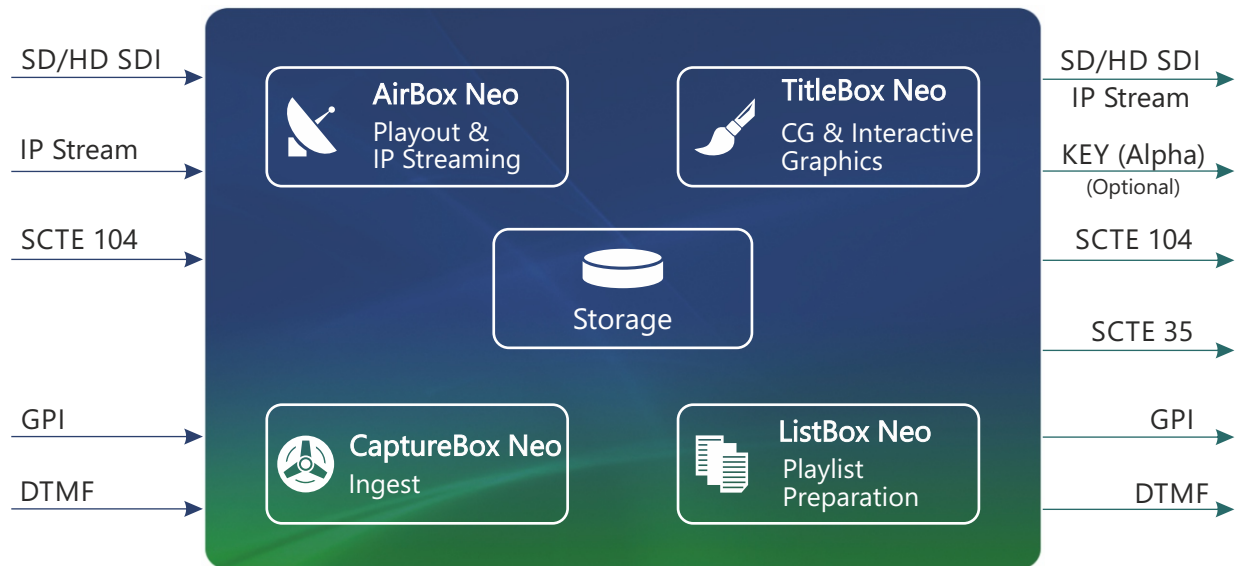 SD/HD SDI
IP Stream
SCTE 104
GPI
DTMF
AirBox Neo
Playout &
IP Streaming
TitleBox Neo
CG & Interactive
Graphics
Storage
CaptureBox Neo
Ingest
ListBox Neo
Playlist
Preparation
SD/HD SDI
IP Stream
KEY (Alpha)
(Optional)
SCTE 104
SCTE 35
GPI
DTMF